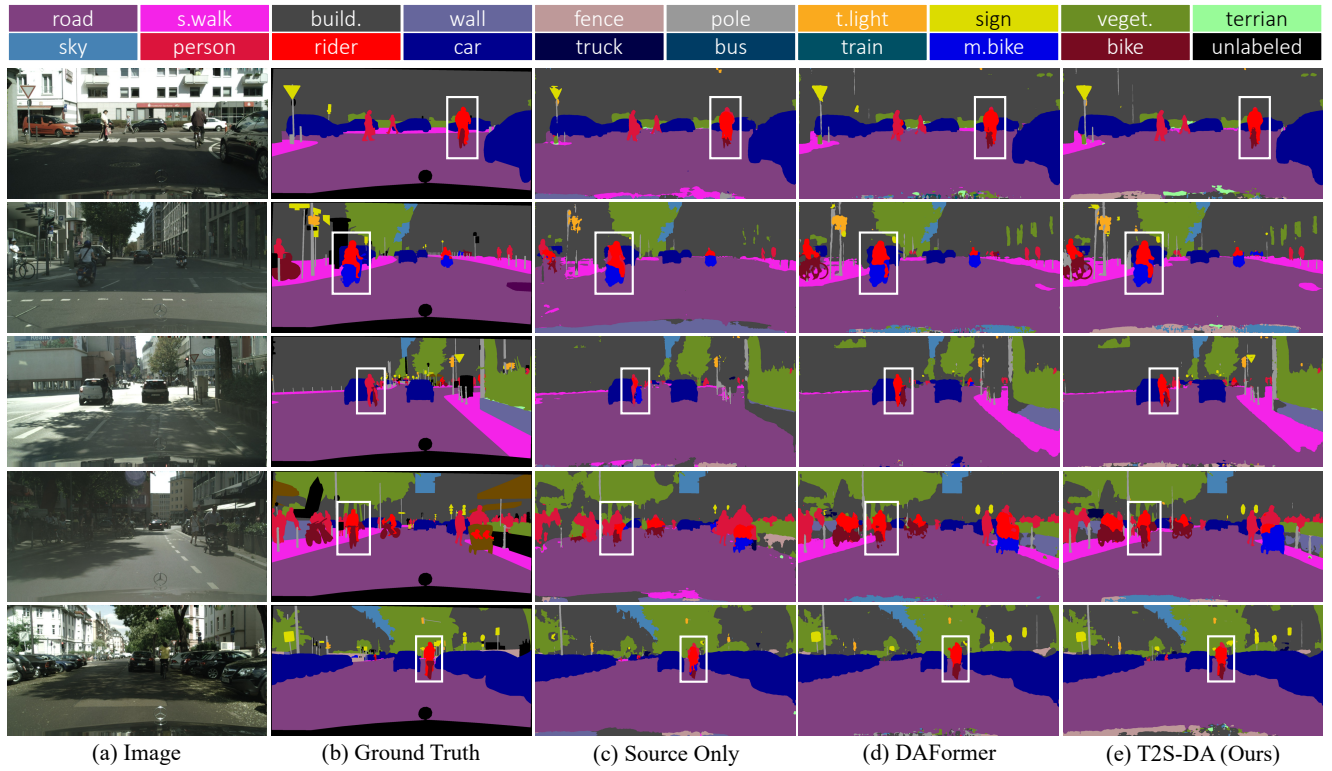 road s.walk build. wall fence pole t.light sign veget. terrian
sky person rider car truck bus train m.bike bike unlabeled
(a) Image (b) Ground Truth (c) Source Only (d) DAFormer (e) T2S-DA (Ours)